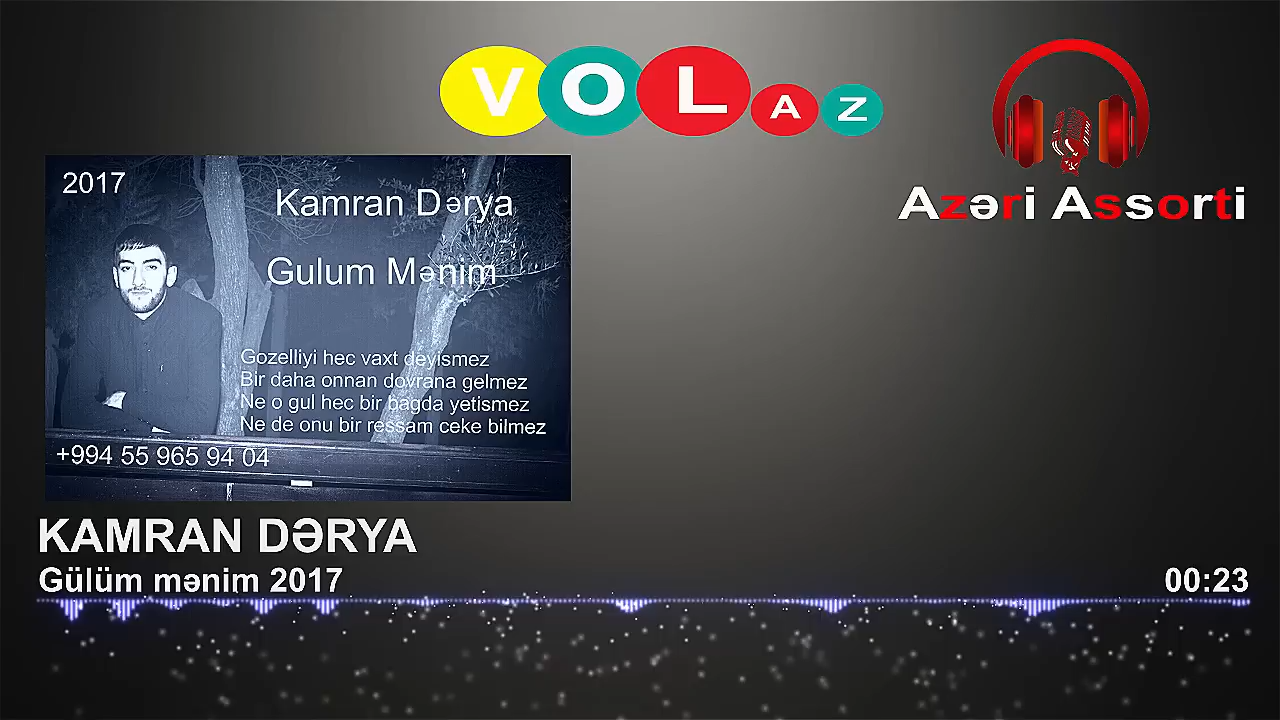 VOLAZ
Azəri Assorti
2017
Kamran Dərya
Gulum Mənim
Gozelliyi hec vaxt deyismez
Bir daha onnan dovrana gelmez
Ne o gul hec bir bagda yetismez
Ne de onu bir ressam ceke bilmez
+994 55 965 94 04
KAMRAN DƏRYA
Gülüm mənim 2017
00:23